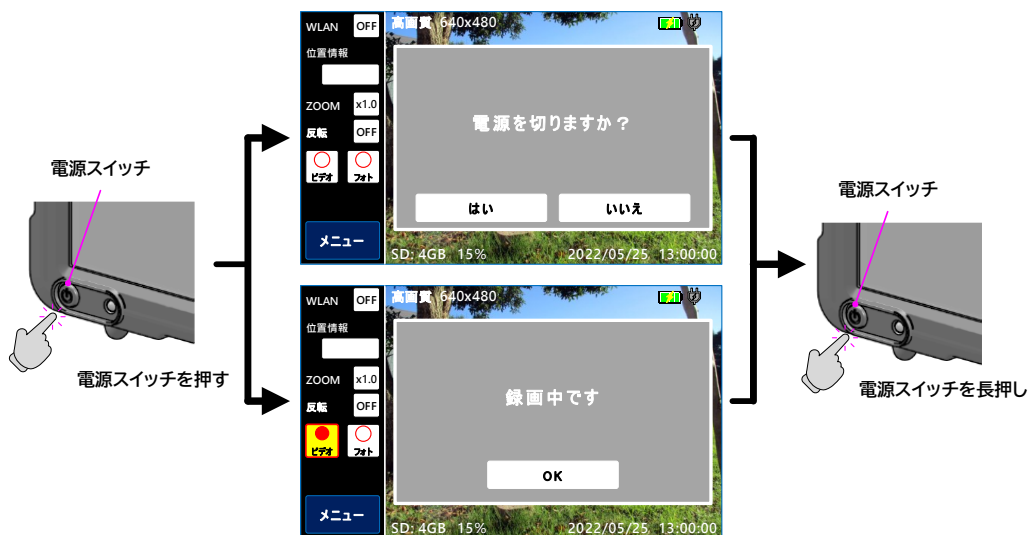 電源スイッチ
電源スイッチを押す
WLAN OFF
高画質 640x480
位置情報
ZOOM x1.0
反転 OFF
ビデオ フォト
メニュー
電源を切りますか？
はい いいえ
SD: 4GB 15% 2022/05/25 13:00:00
WLAN OFF
高画質 640x480
位置情報
ZOOM x1.0
反転 OFF
ビデオ フォト
メニュー
録画中です
OK
SD: 4GB 15% 2022/05/25 13:00:00
電源スイッチ
電源スイッチを長押し